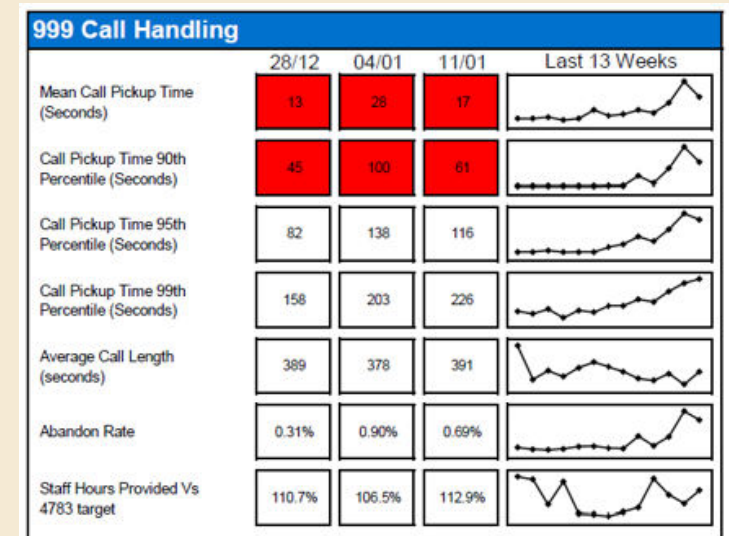 999 Call Handling
28/12 04/01 11/01 Last 13 Weeks
Mean Call Pickup Time
(Seconds)
13 28 17
Call Pickup Time 90th
Percentile (Seconds)
45 100 61
Call Pickup Time 95th
Percentile (Seconds)
82 138 116
Call Pickup Time 99th
Percentile (Seconds)
158 203 226
Average Call Length
(seconds)
389 378 391
Abandon Rate
0.31% 0.90% 0.69%
Staff Hours Provided Vs
4783 target
110.7% 106.5% 112.9%